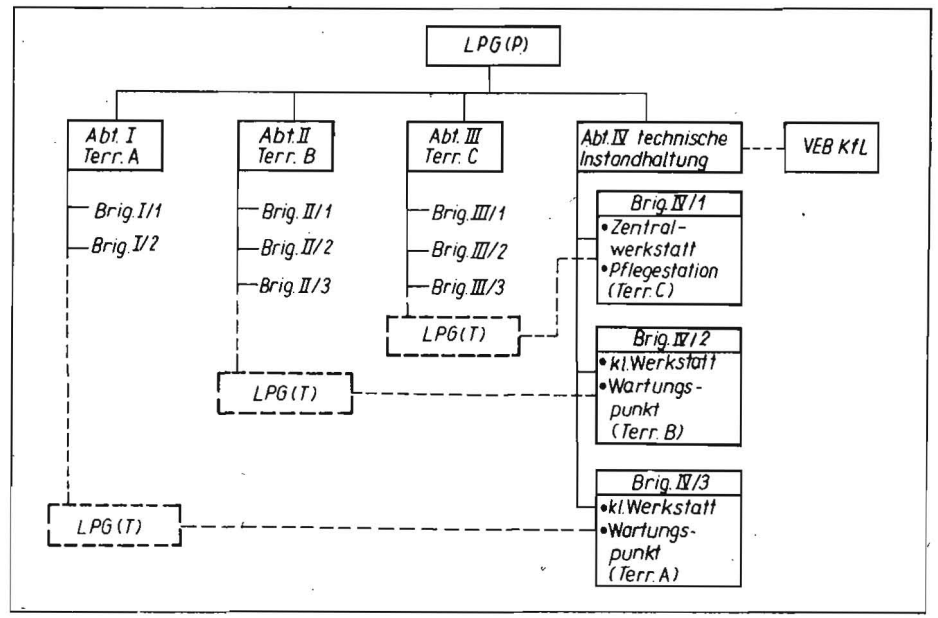 LPG(P)
Abt. I
Terr. A
Abt. II
Terr. B
Abt. III
Terr. C
Abt. IV technische
Instandhaltung
VEB KfL
Brig. I/1
Brig. I/2
LPG(T)
Brig. II/1
Brig. II/2
Brig. II/3
LPG(T)
Brig. III/1
Brig. III/2
Brig. III/3
LPG(T)
Brig. IV/1
• Zentral-
werkstatt
• Pflegestation
(Terr. C)
Brig. IV/2
• kl. Werkstatt
• Wartungs-
punkt
(Terr. B)
Brig. IV/3
• kl. Werkstatt
• Wartungs-
punkt
(Terr. A)